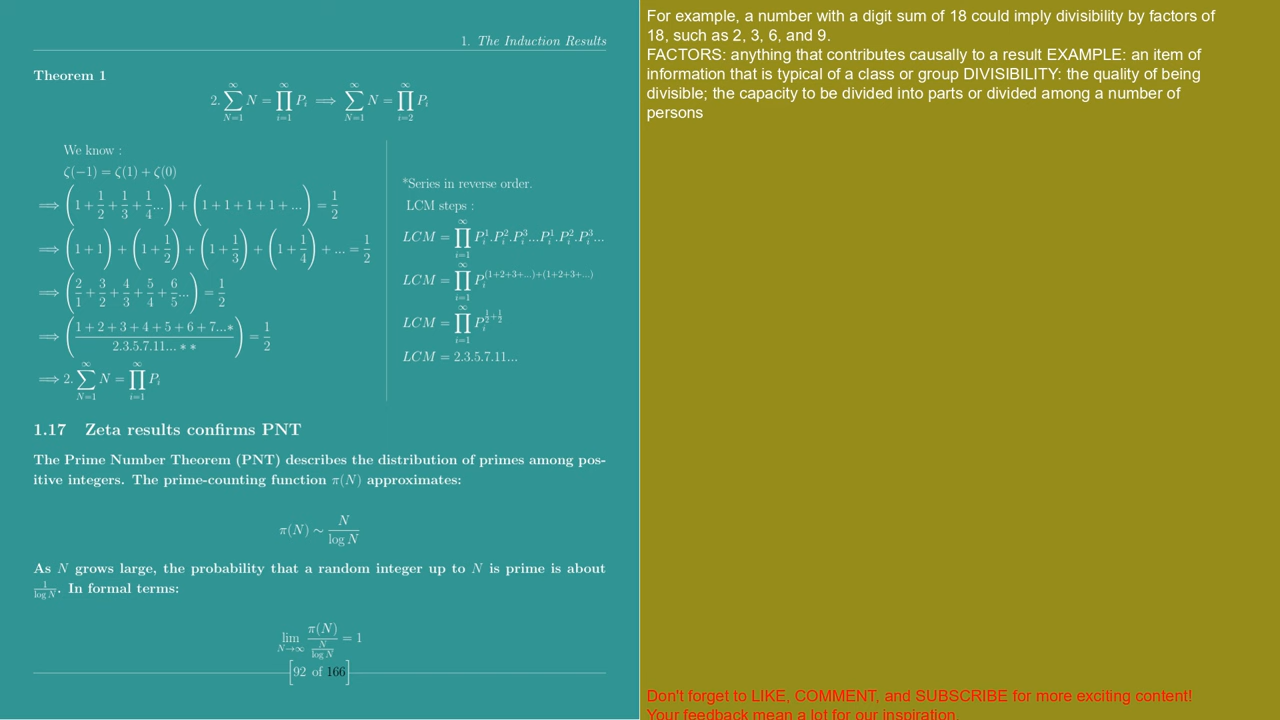 1. The Induction Results
Theorem 1
2.∑_{N=1}^{∞} N = ∏_{i=1}^{∞} P_i ⟹ ∑_{N=1}^{∞} N = ∏_{i=2}^{∞} P_i
We know :
ζ(−1) = ζ(1) + ζ(0)
⟹ (1 + 1/2 + 1/3 + 1/4...) + (1 + 1 + 1 + 1 + ...) = 1/2
⟹ (1 + 1) + (1 + 1/2) + (1 + 1/3) + (1 + 1/4) + ... = 1/2
⟹ (2/1 + 3/2 + 4/3 + 5/4 + 6/5...) = 1/2
⟹ (1 + 2 + 3 + 4 + 5 + 6 + 7...* / 2.3.5.7.11... * *) = 1/2
⟹ 2.∑_{N=1}^{∞} N = ∏_{i=1}^{∞} P_i
*Series in reverse order.
LCM steps :
LCM = ∏_{i=1}^{∞} P_i^1.P_i^2.P_i^3...P_i^1.P_i^2.P_i^3...
LCM = ∏_{i=1}^{∞} P_i^{(1+2+3+...)+(1+2+3+...)}
LCM = ∏_{i=1}^{∞} P_i^{1/2+1/2}
LCM = 2.3.5.7.11...
1.17 Zeta results confirms PNT
The Prime Number Theorem (PNT) describes the distribution of primes among pos-
itive integers. The prime-counting function π(N) approximates:
π(N) ∼ N / log N
As N grows large, the probability that a random integer up to N is prime is about
1/log N. In formal terms:
lim_{N→∞} π(N) / (N / log N) = 1
[92 of 166]
For example, a number with a digit sum of 18 could imply divisibility by factors of
18, such as 2, 3, 6, and 9.
FACTORS: anything that contributes causally to a result EXAMPLE: an item of
information that is typical of a class or group DIVISIBILITY: the quality of being
divisible; the capacity to be divided into parts or divided among a number of
persons
Don't forget to LIKE, COMMENT, and SUBSCRIBE for more exciting content!
Your feedback mean a lot for our inspiration.